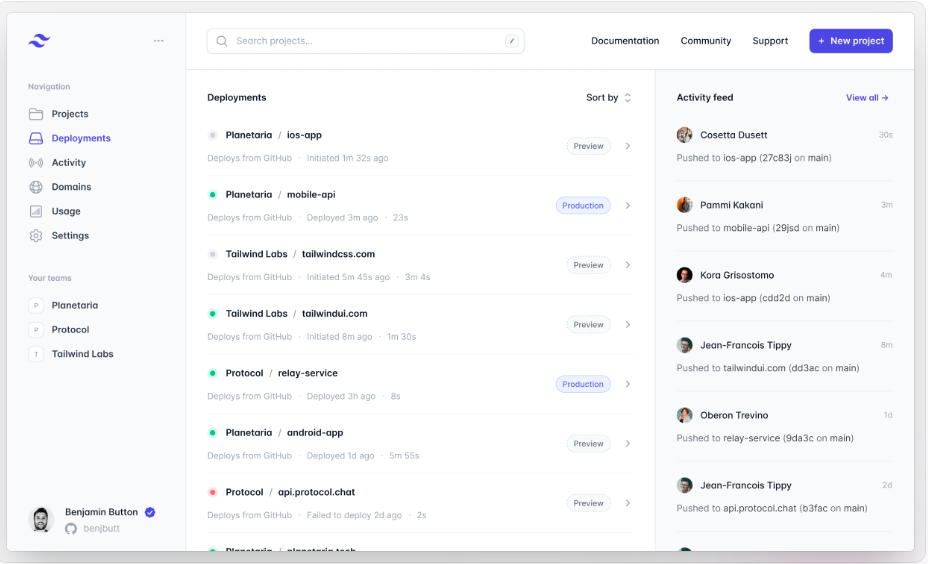 ...
Search projects...
/
Documentation
Community
Support
+ New project
Navigation
Projects
Deployments
Activity
Domains
Usage
Settings
Your teams
P Planetaria
P Protocol
T Tailwind Labs
Benjamin Button
benjbutt
Deployments
Sort by
Planetaria / ios-app
Deploys from GitHub · Initiated 1m 32s ago
Preview
Planetaria / mobile-api
Deploys from GitHub · Deployed 3m ago · 23s
Production
Tailwind Labs / tailwindcss.com
Deploys from GitHub · Initiated 5m 45s ago · 3m 4s
Preview
Tailwind Labs / tailwindui.com
Deploys from GitHub · Initiated 8m ago · 1m 30s
Preview
Protocol / relay-service
Deploys from GitHub · Deployed 3h ago · 8s
Production
Planetaria / android-app
Deploys from GitHub · Deployed 1d ago · 5m 55s
Preview
Protocol / api.protocol.chat
Deploys from GitHub · Failed to deploy 2d ago · 2s
Preview
Planetaria / planetaria.tech
Activity feed
View all →
Cosetta Dusett 30s
Pushed to ios-app (27c83j on main)
Pammi Kakani 3m
Pushed to mobile-api (29jsd on main)
Kora Grisostomo 4m
Pushed to ios-app (cdd2d on main)
Jean-Francois Tippy 8m
Pushed to tailwindui.com (dd3ac on main)
Oberon Trevino 1d
Pushed to relay-service (9da3c on main)
Jean-Francois Tippy 2d
Pushed to api.protocol.chat (b3fac on main)